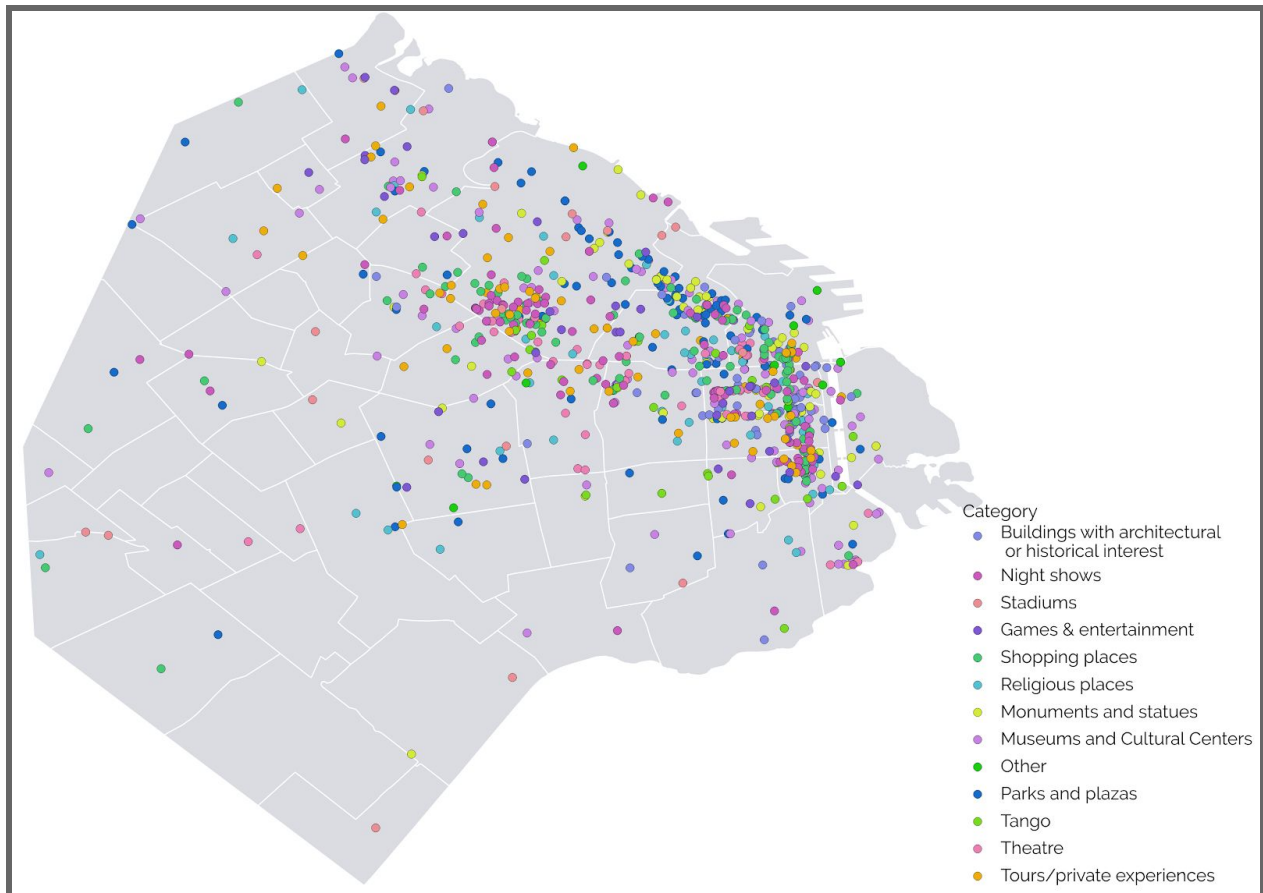 Category
Buildings with architectural
or historical interest
Night shows
Stadiums
Games & entertainment
Shopping places
Religious places
Monuments and statues
Museums and Cultural Centers
Other
Parks and plazas
Tango
Theatre
Tours/private experiences